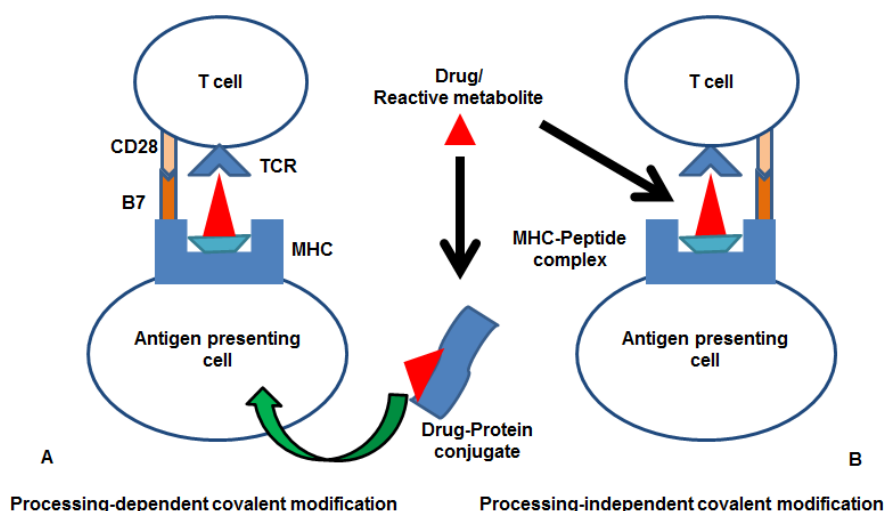 T cell
CD28
TCR
B7
MHC
Antigen presenting
cell
A
Processing-dependent covalent modification
Drug/
Reactive metabolite
Drug-Protein
conjugate
T cell
MHC-Peptide
complex
Antigen presenting
cell
B
Processing-independent covalent modification